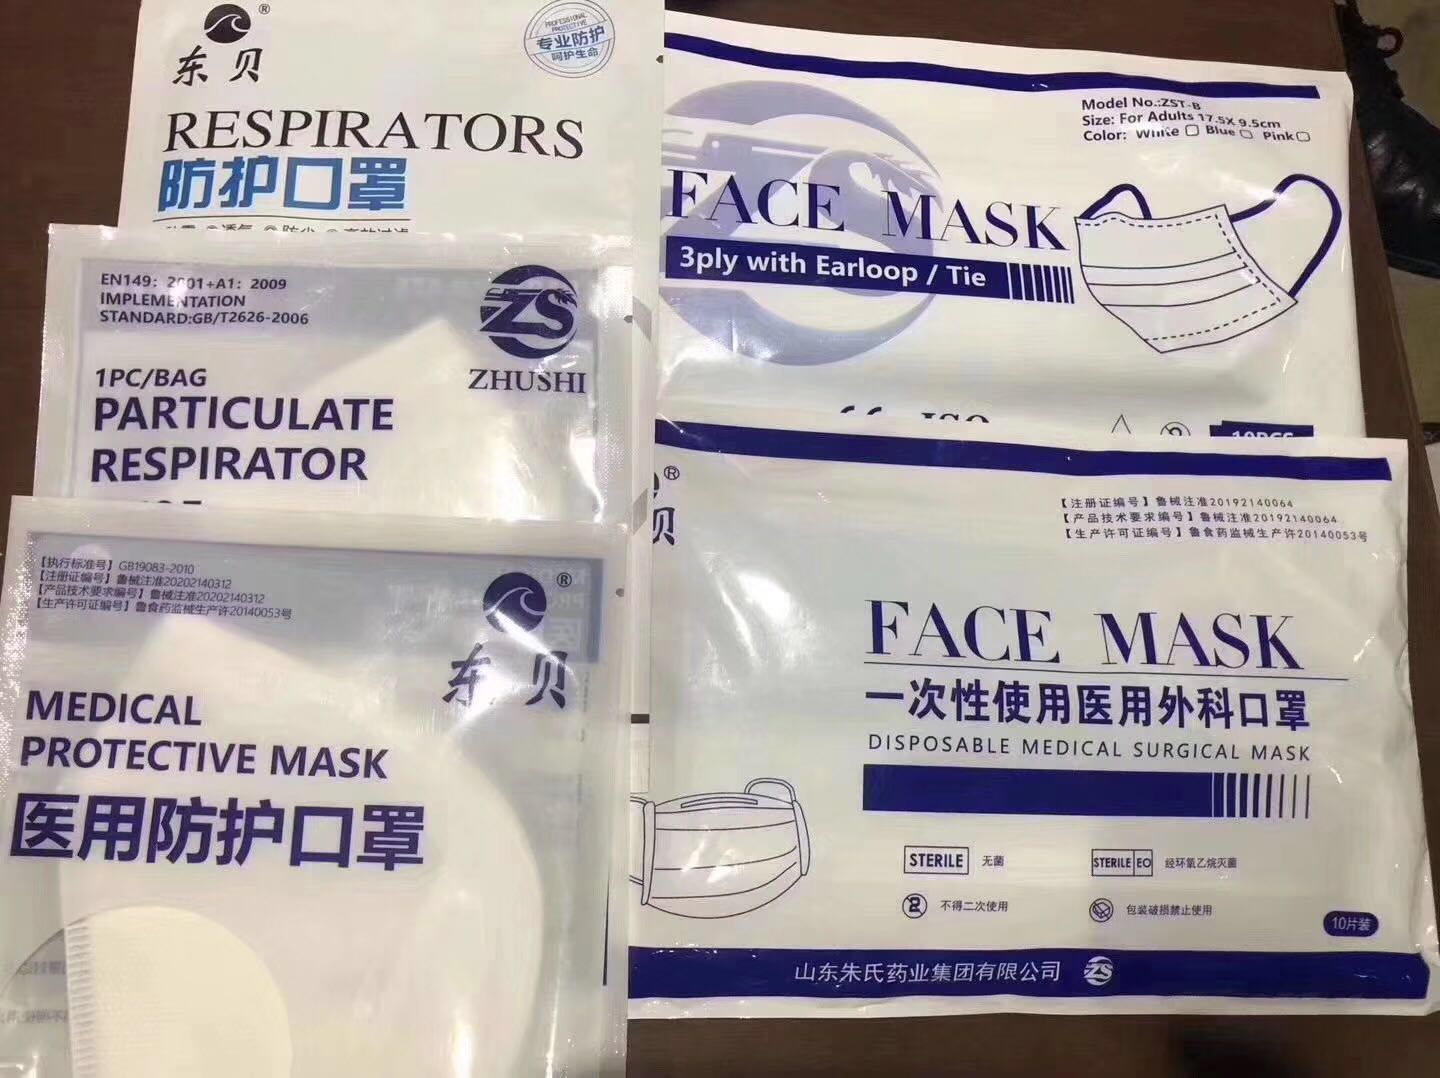 东贝®
PROFESSIONAL
PROTECTIVE
专业防护
呵护生命
RESPIRATORS
防护口罩
EN149：2001+A1：2009
IMPLEMENTATION
STANDARD:GB/T2626-2006
1PC/BAG
PARTICULATE
RESPIRATOR
ZS
ZHUSHI
【执行标准号】GB19083-2010
【注册证编号】鲁械注准20202140312
【产品技术要求编号】鲁械注准20202140312
【生产许可证编号】鲁食药监械生产许20140053号
®
东贝
MEDICAL
PROTECTIVE MASK
医用防护口罩
Model No.:ZST-B
Size: For Adults 17.5X 9.5cm
Color: White Blue Pink
FACE MASK
3ply with Earloop / Tie
ISO
10PCS
®
贝
【注册证编号】鲁械注准20192140064
【产品技术要求编号】鲁械注准20192140064
【生产许可证编号】鲁食药监械生产许20140053号
FACE MASK
一次性使用医用外科口罩
DISPOSABLE MEDICAL SURGICAL MASK
STERILE 无菌
STERILE EO 经环氧乙烷灭菌
2 不得二次使用
包装破损禁止使用
10片装
山东朱氏药业集团有限公司 ZS